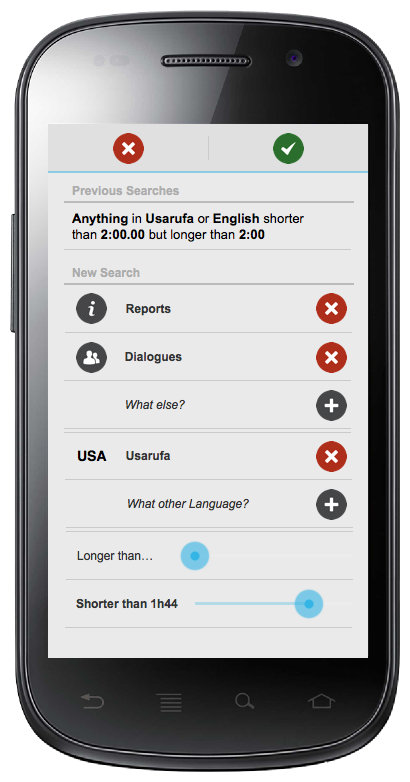 Previous Searches
Anything in Usarufa or English shorter
than 2:00.00 but longer than 2:00
New Search
Reports
Dialogues
What else?
USA Usarufa
What other Language?
Longer than...
Shorter than 1h44